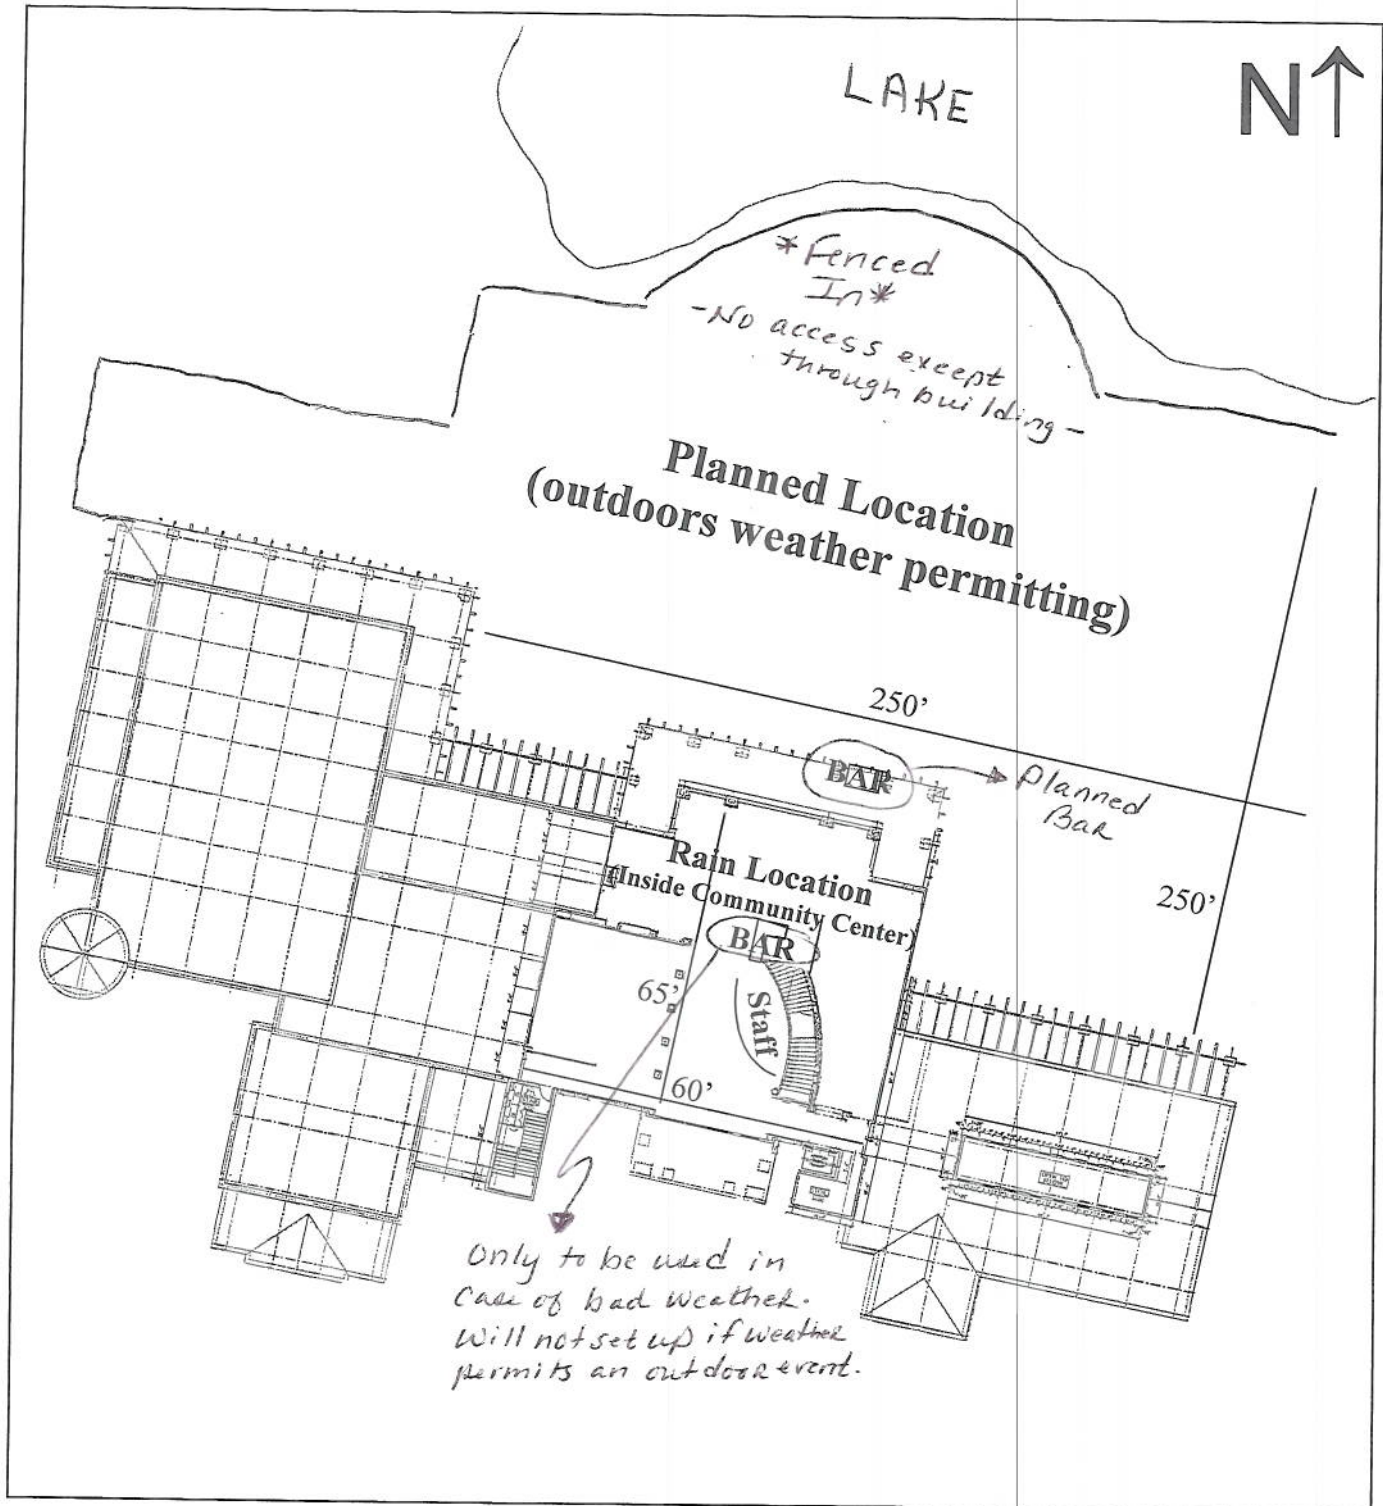 LAKE
N
*Fenced
In*
-No access except
through building-
Planned Location
(outdoors weather permitting)
250’
BAR
Planned
Bar
Rain Location
(Inside Community Center)
250’
BAR
65’
Staff
60’
Only to be used in
Case of bad weather.
Will not set up if weather
permits an outdoor event.